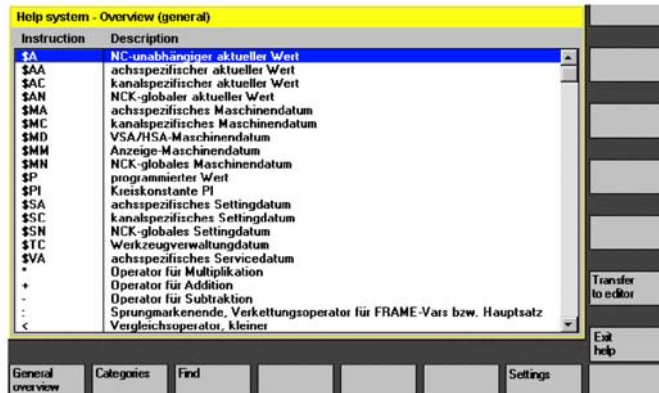 Help system - Overview (general)
Instruction Description
$A NC-unabhängiger aktueller Wert
$AA achsspezifischer aktueller Wert
$AC kanalspezifischer aktueller Wert
$AN NCK-globaler aktueller Wert
$MA achsspezifisches Maschinendatum
$MC kanalspezifisches Maschinendatum
$MD VSA/HSA-Maschinendatum
$MM Anzeige-Maschinendatum
$MN NCK-globales Maschinendatum
$P programmierter Wert
$PI Kreiskonstante PI
$SA achsspezifisches Settingdatum
$SC kanalspezifisches Settingdatum
$SN NCK-globales Settingdatum
$TC Werkzeugverwaltungdatum
$VA achsspezifisches Servicedatum
* Operator für Multiplikation
+ Operator für Addition
- Operator für Subtraktion
: Sprungmarkenende, Verkettungsoperator für FRAME-Vars bzw. Hauptsatz
< Vergleichsoperator, kleiner
Transfer
to editor
Exit
help
General
overview
Categories
Find
Settings